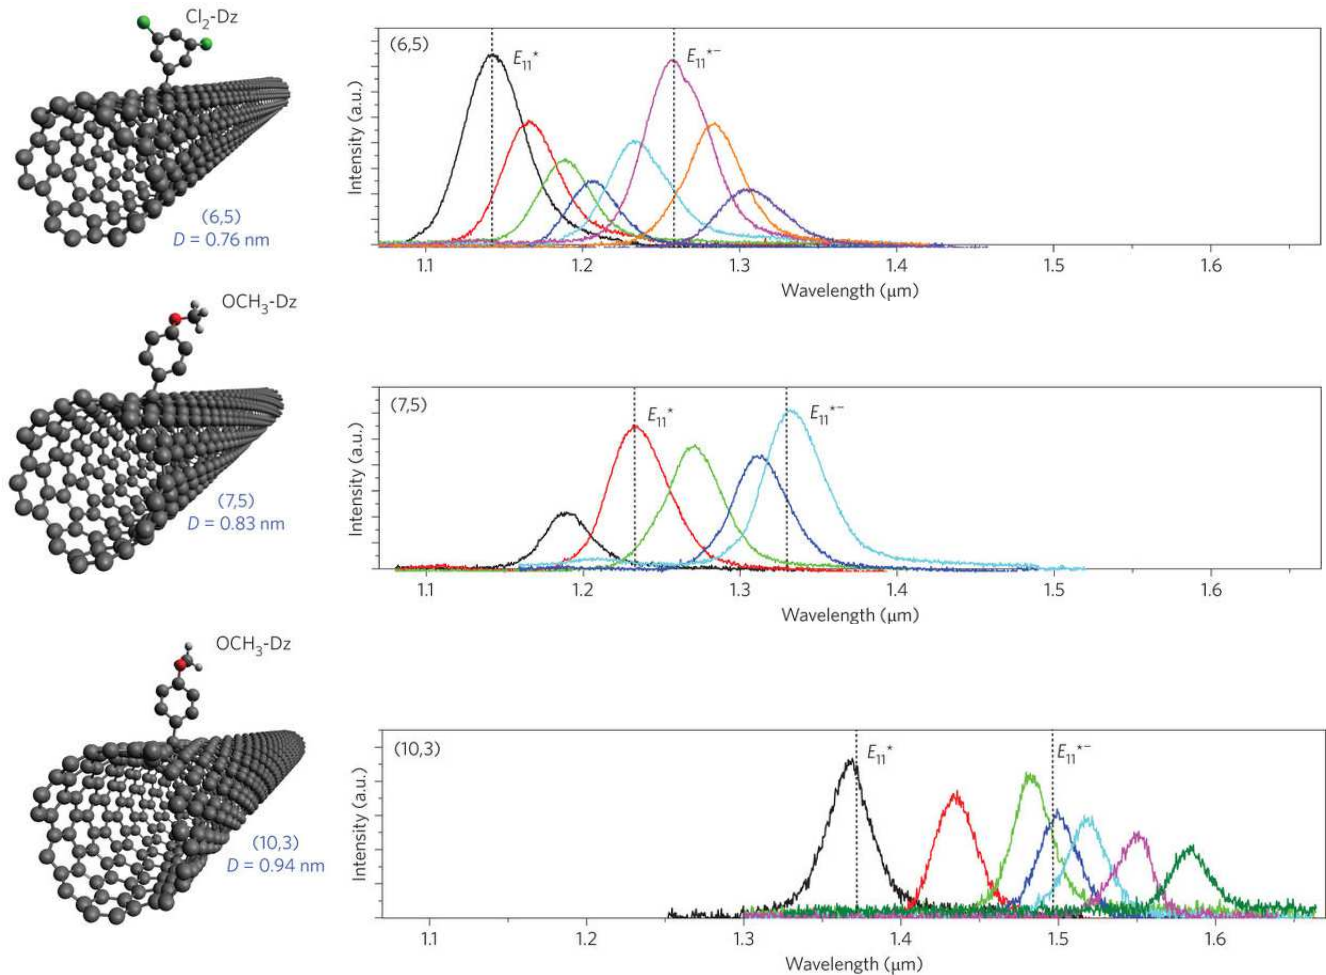 Cl₂-Dz
(6,5)
D = 0.76 nm
(6,5)
E₁₁*
E₁₁*⁻
Intensity (a.u.)
1.1 1.2 1.3 1.4 1.5 1.6
Wavelength (μm)
OCH₃-Dz
(7,5)
D = 0.83 nm
(7,5)
E₁₁*
E₁₁*⁻
Intensity (a.u.)
1.1 1.2 1.3 1.4 1.5 1.6
Wavelength (μm)
OCH₃-Dz
(10,3)
D = 0.94 nm
(10,3)
E₁₁*
E₁₁*⁻
Intensity (a.u.)
1.1 1.2 1.3 1.4 1.5 1.6
Wavelength (μm)